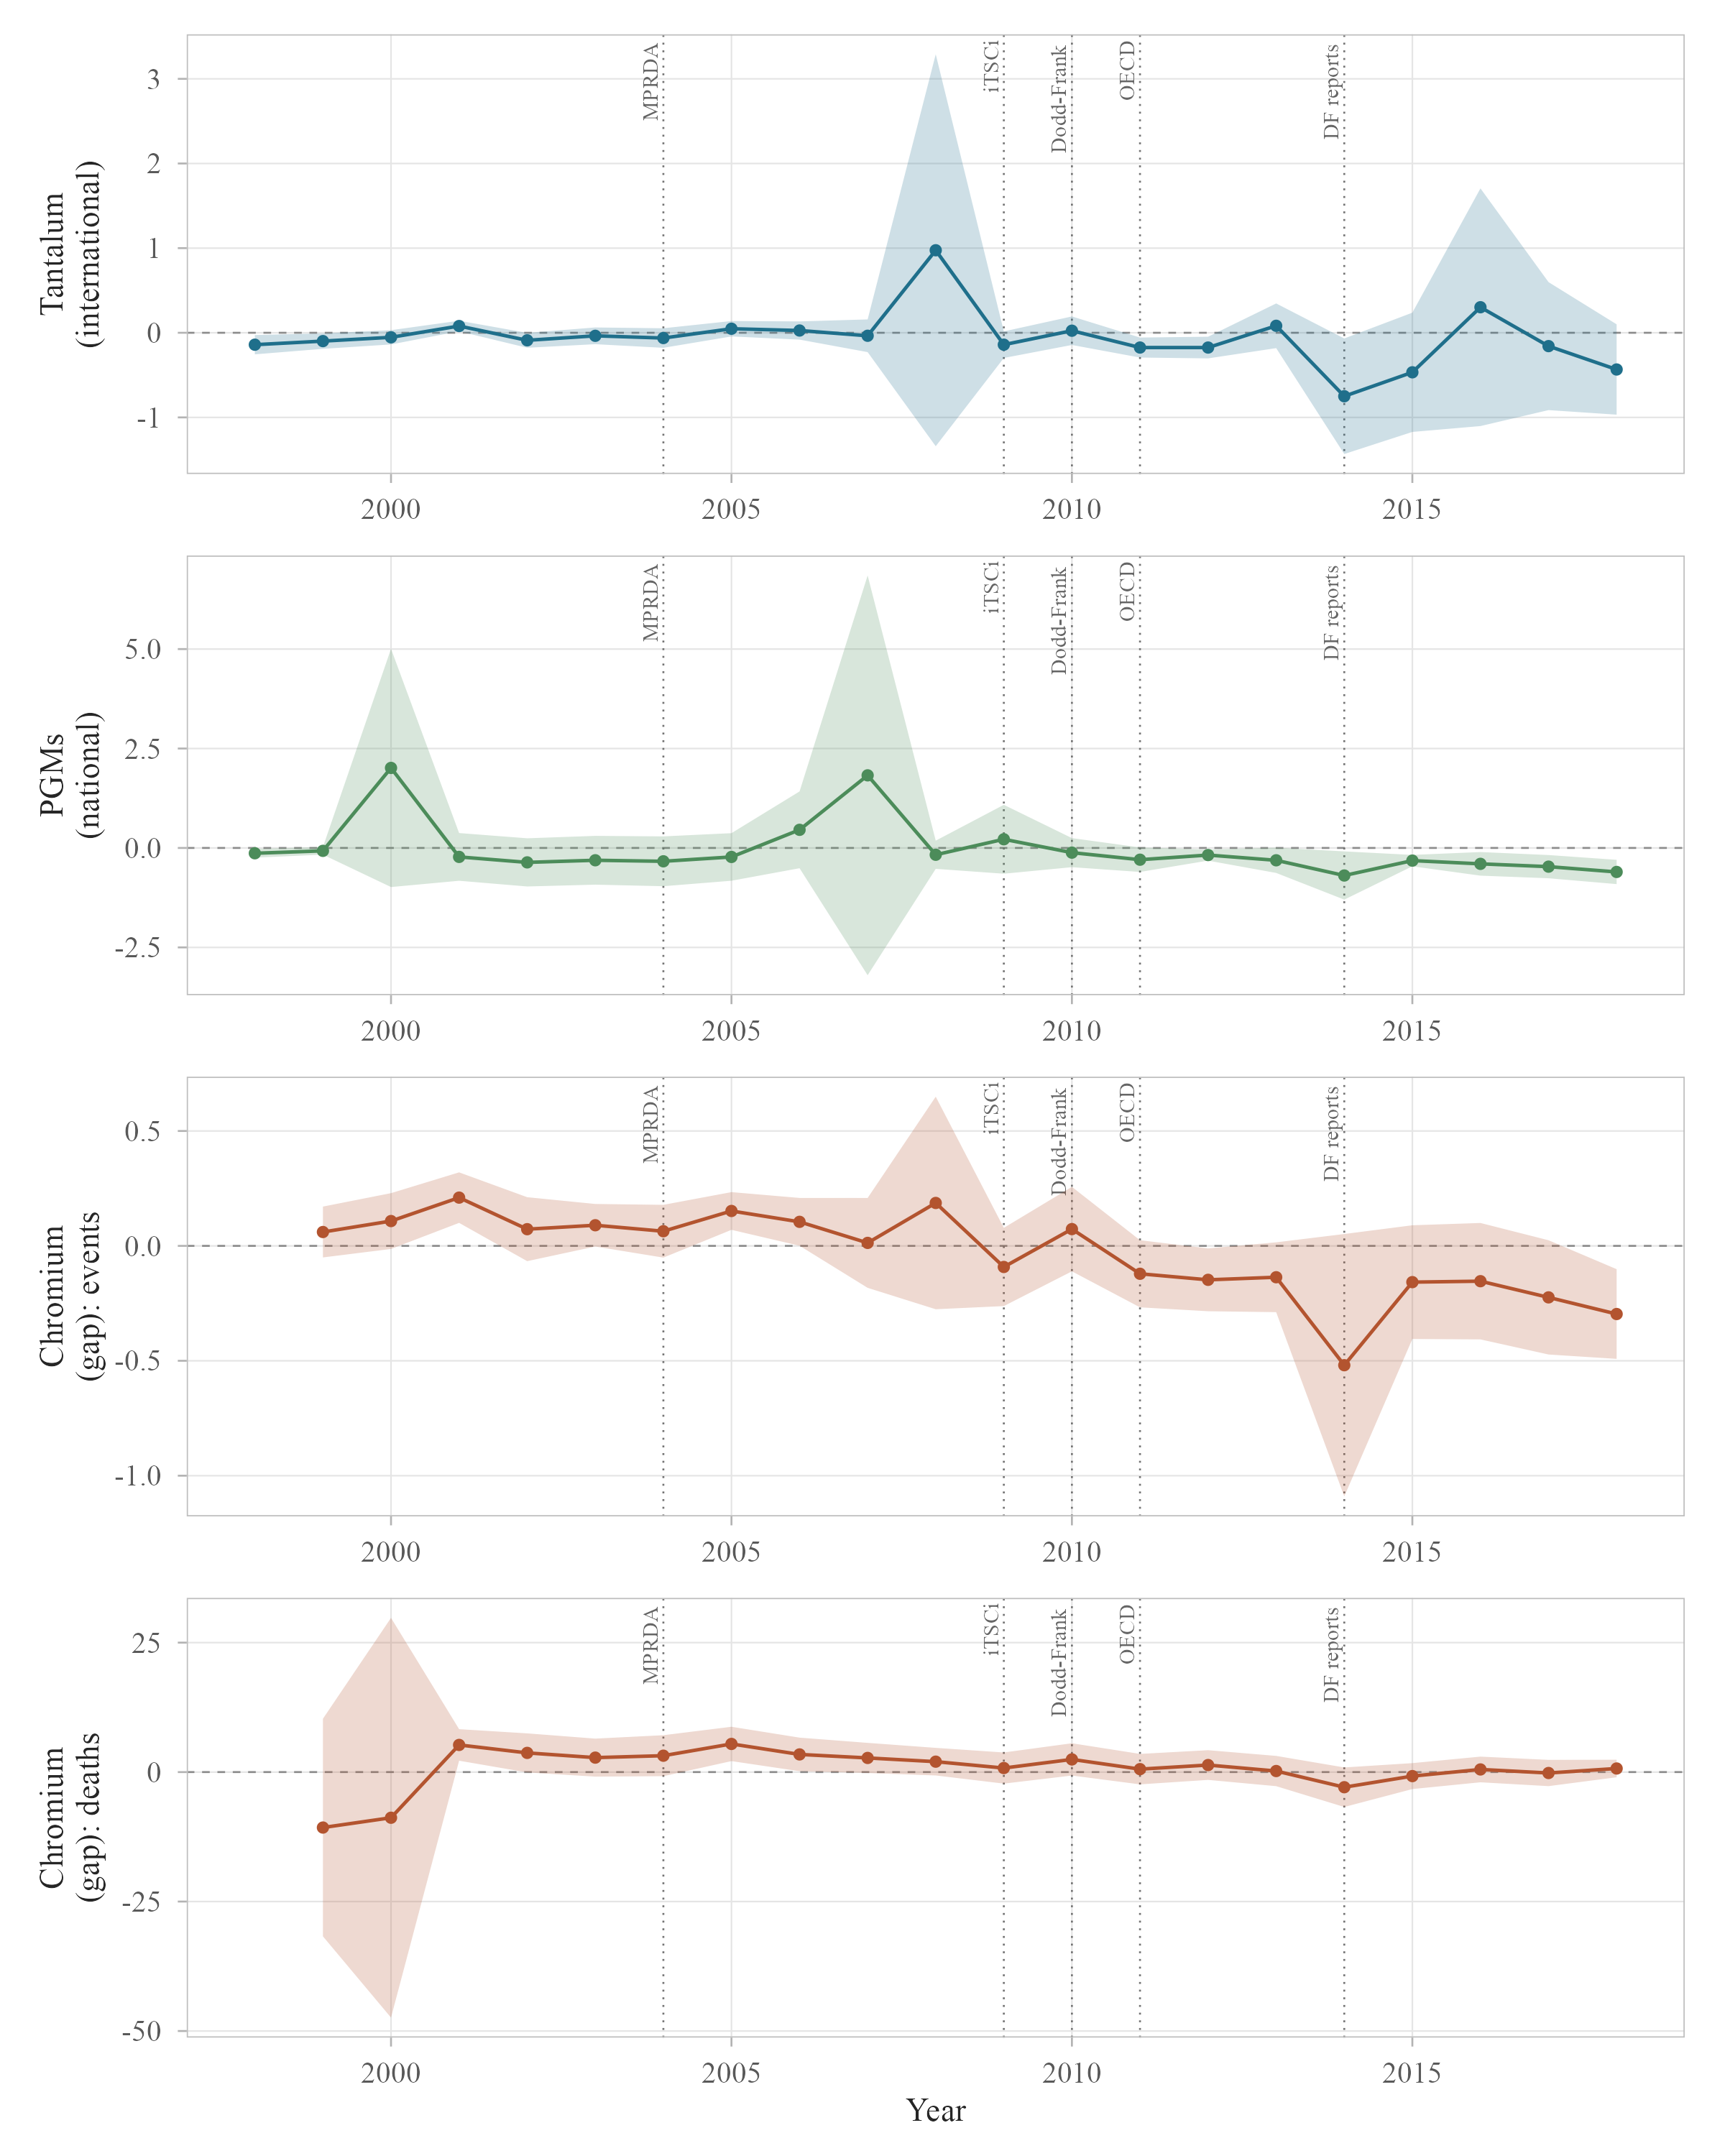 Tantalum
(international)
3
2
1
0
-1
MPRDA
iTSCi
Dodd-Frank
OECD
DF reports
2000 2005 2010 2015
PGMs
(national)
5.0
2.5
0.0
-2.5
MPRDA
iTSCi
Dodd-Frank
OECD
DF reports
2000 2005 2010 2015
Chromium
(gap): events
0.5
0.0
-0.5
-1.0
MPRDA
iTSCi
Dodd-Frank
OECD
DF reports
2000 2005 2010 2015
Chromium
(gap): deaths
25
0
-25
-50
MPRDA
iTSCi
Dodd-Frank
OECD
DF reports
2000 2005 2010 2015
Year